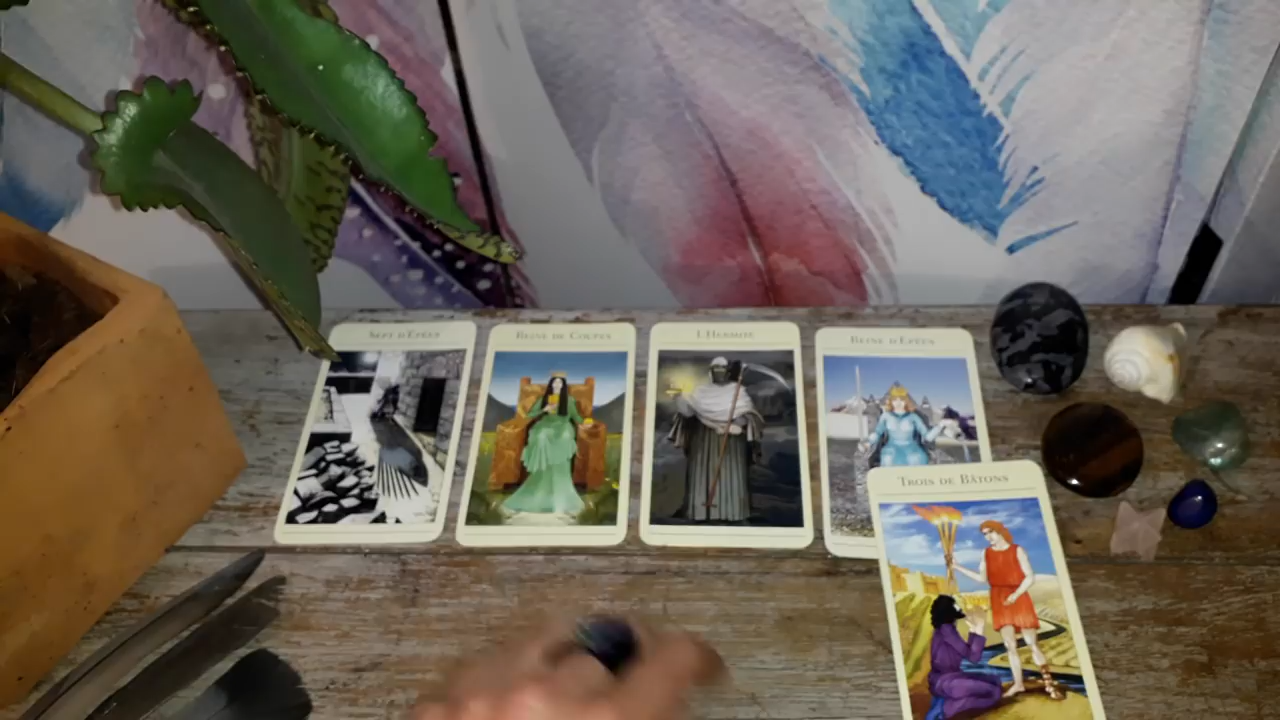 SEPT D'ÉPÉES
REINE DE COUPES
L'HERMITE
REINE D'ÉPÉES
TROIS DE BÂTONS